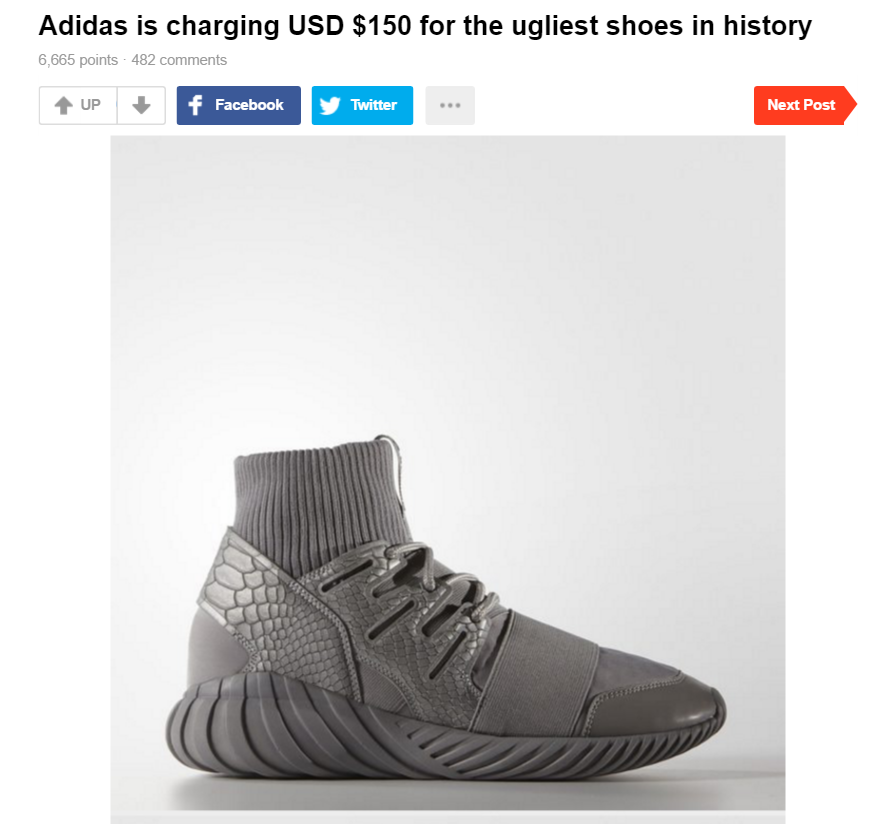 Adidas is charging USD $150 for the ugliest shoes in history
6,665 points · 482 comments
UP
Facebook
Twitter
Next Post